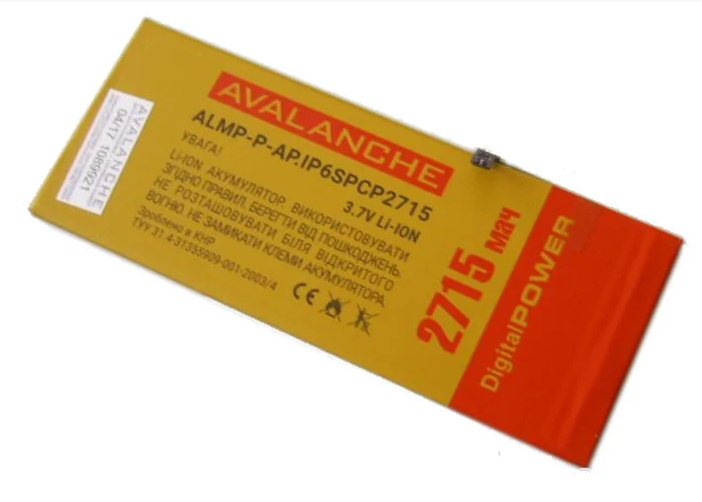 AVALANCHE
ALMP-P-AP.IP6SPCP2715
3.7V Li-ION
УВАГА!
LI-ION АКУМУЛЯТОР. ВИКОРИСТОВУВАТИ
ЗГІДНО ПРАВИЛ. БЕРЕГТИ ВІД ПОШКОДЖЕНЬ.
НЕ РОЗТАШОВУВАТИ БІЛЯ ВІДКРИТОГО
ВОГНЮ. НЕ ЗАМИКАТИ КЛЕМИ АКУМУЛЯТОРА.
Зроблено в КНР
ТУУ 31.4-31355909-001-2003/4
CE
2715 мАч
DigitalPOWER
AVALANCHE
04/17 1089921